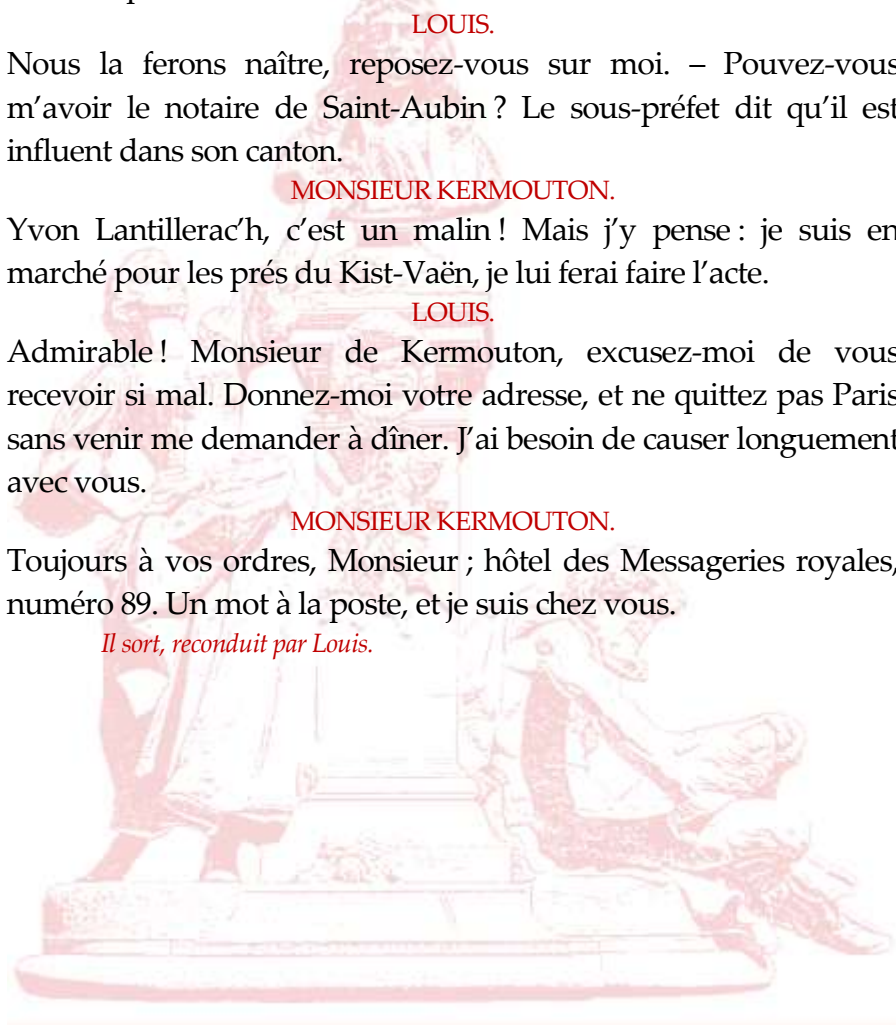 LOUIS.
Nous la ferons naître, reposez-vous sur moi. – Pouvez-vous
m’avoir le notaire de Saint-Aubin ? Le sous-préfet dit qu’il est
influent dans son canton.
MONSIEUR KERMOUTON.
Yvon Lantillerac’h, c’est un malin ! Mais j’y pense : je suis en
marché pour les prés du Kist-Vaën, je lui ferai faire l’acte.
LOUIS.
Admirable ! Monsieur de Kermouton, excusez-moi de vous
recevoir si mal. Donnez-moi votre adresse, et ne quittez pas Paris
sans venir me demander à dîner. J’ai besoin de causer longuement
avec vous.
MONSIEUR KERMOUTON.
Toujours à vos ordres, Monsieur ; hôtel des Messageries royales,
numéro 89. Un mot à la poste, et je suis chez vous.
Il sort, reconduit par Louis.